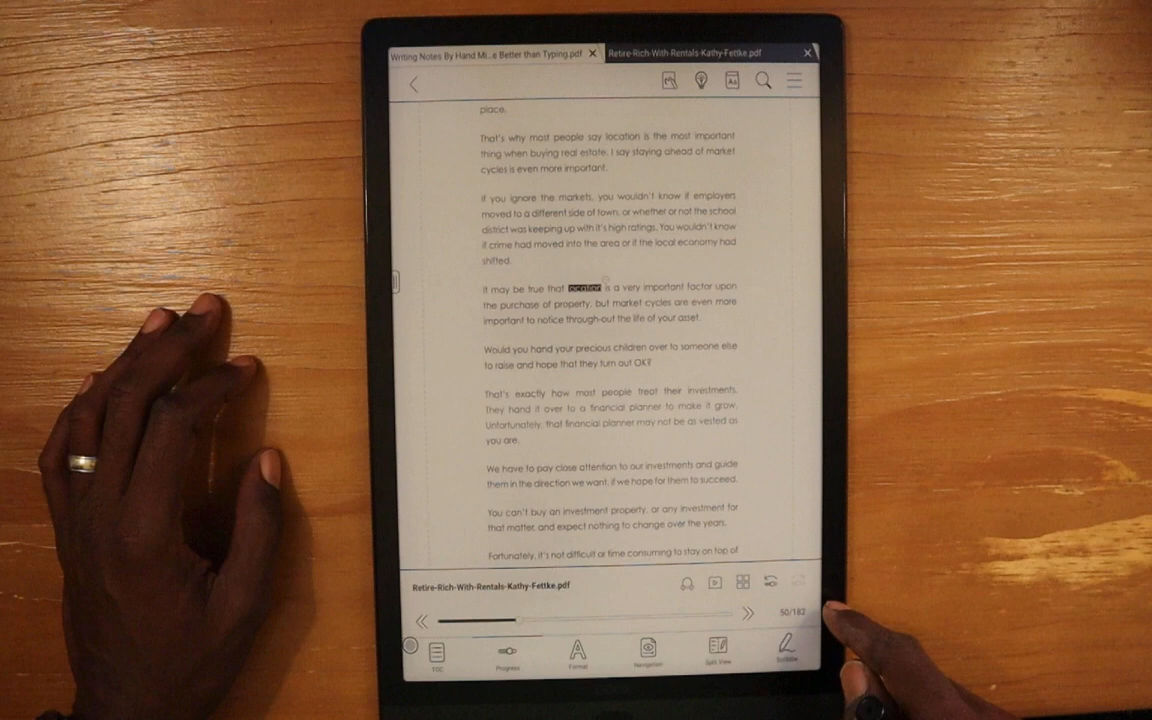 Writing Notes By Hand Mi...e Better than Typing.pdf
Retire-Rich-With-Rentals-Kathy-Fettke.pdf
place.
That's why most people say location is the most important
thing when buying real estate. I say staying ahead of market
cycles is even more important.
If you ignore the markets, you wouldn't know if employers
moved to a different side of town, or whether or not the school
district was keeping up with it's high ratings. You wouldn't know
if crime had moved into the area or if the local economy had
shifted.
It may be true that location is a very important factor upon
the purchase of property, but market cycles are even more
important to notice through-out the life of your asset.
Would you hand your precious children over to someone else
to raise and hope that they turn out OK?
That's exactly how most people treat their investments.
They hand it over to a financial planner to make it grow.
Unfortunately, that financial planner may not be as vested as
you are.
We have to pay close attention to our investments and guide
them in the direction we want, if we hope for them to succeed.
You can't buy an investment property, or any investment for
that matter, and expect nothing to change over the years.
Fortunately, it's not difficult or time consuming to stay on top of
Retire-Rich-With-Rentals-Kathy-Fettke.pdf
50/182
TOC
Progress
Format
Navigation
Split View
Scribble